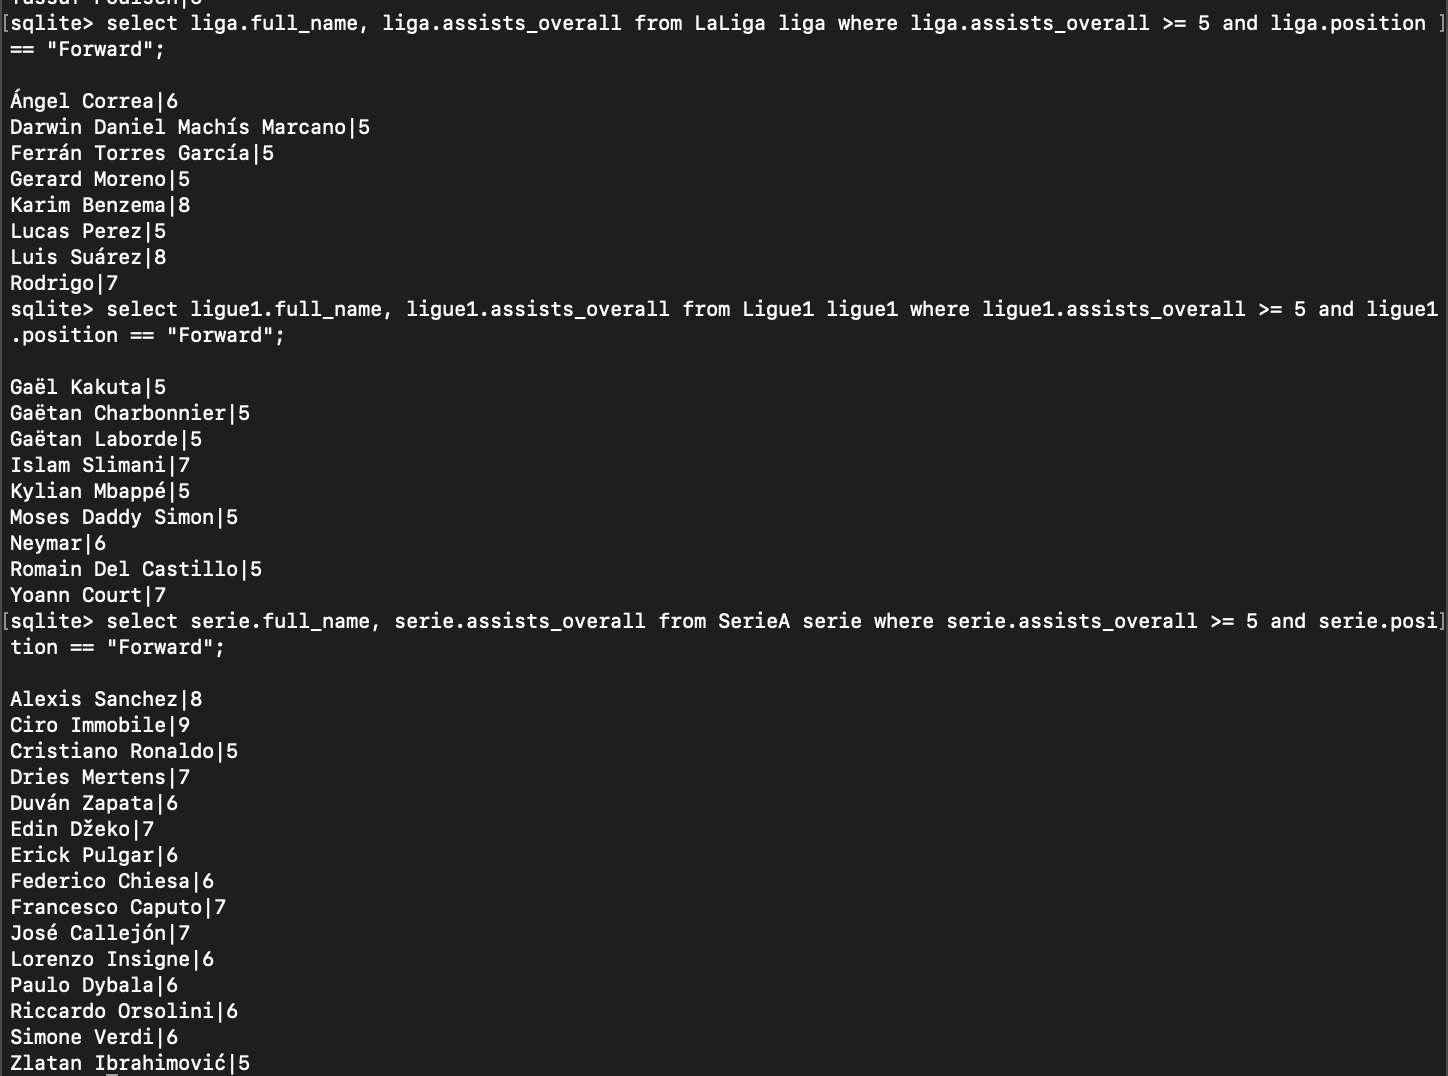 [sqlite> select liga.full_name, liga.assists_overall from LaLiga liga where liga.assists_overall >= 5 and liga.position ]
== "Forward";
Ángel Correa|6
Darwin Daniel Machís Marcano|5
Ferrán Torres García|5
Gerard Moreno|5
Karim Benzema|8
Lucas Perez|5
Luis Suárez|8
Rodrigo|7
sqlite> select ligue1.full_name, ligue1.assists_overall from Ligue1 ligue1 where ligue1.assists_overall >= 5 and ligue1
.position == "Forward";
Gaël Kakuta|5
Gaëtan Charbonnier|5
Gaëtan Laborde|5
Islam Slimani|7
Kylian Mbappé|5
Moses Daddy Simon|5
Neymar|6
Romain Del Castillo|5
Yoann Court|7
[sqlite> select serie.full_name, serie.assists_overall from SerieA serie where serie.assists_overall >= 5 and serie.posi]
tion == "Forward";
Alexis Sanchez|8
Ciro Immobile|9
Cristiano Ronaldo|5
Dries Mertens|7
Duván Zapata|6
Edin Džeko|7
Erick Pulgar|6
Federico Chiesa|6
Francesco Caputo|7
José Callejón|7
Lorenzo Insigne|6
Paulo Dybala|6
Riccardo Orsolini|6
Simone Verdi|6
Zlatan Ibrahimović|5